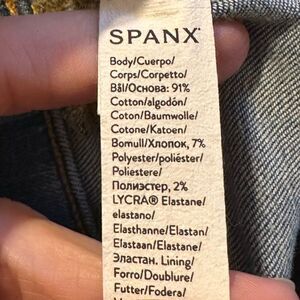 SPANX
Body/Cuerpo/
Corps/Corpetto/
Bål/Основа: 91%
Cotton/algodón/
Coton/Baumwolle/
Cotone/Katoen/
Bomull/Хлопок, 7%
Polyester/poliéster/
Poliestere/
Полиэстер, 2%
LYCRA® Elastane/
elastano/
Elasthanne/Elastan/
Elastaan/Elastane/
Эластан. Lining/
Forro/Doublure/
Futter/Fodera/